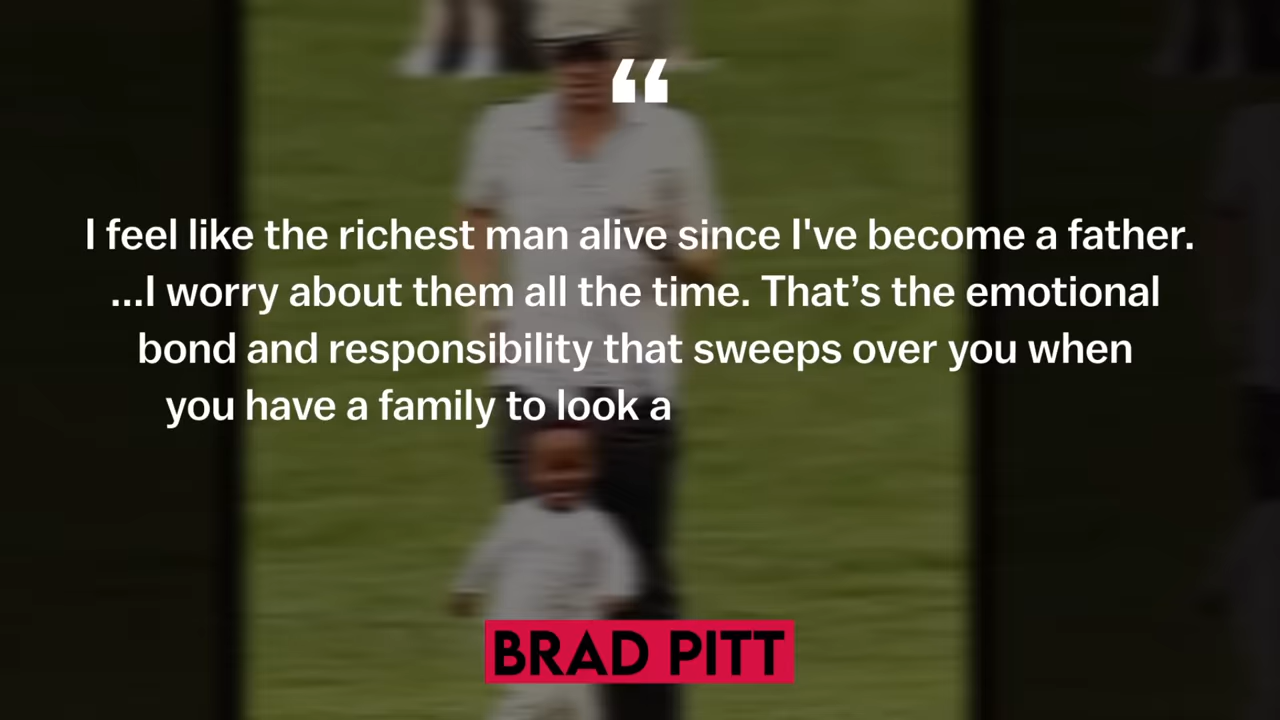 “
I feel like the richest man alive since I've become a father.
...I worry about them all the time. That’s the emotional
bond and responsibility that sweeps over you when
you have a family to look a
BRAD PITT